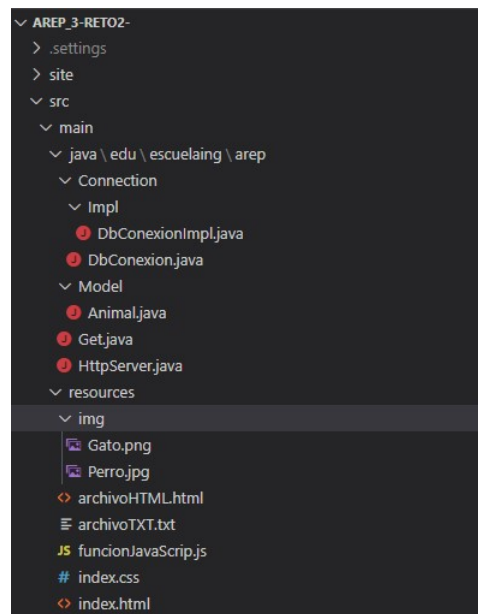 AREP_3-RETO2-
.settings
site
src
main
java \ edu \ escuelaing \ arep
Connection
Impl
J DbConexionImpl.java
J DbConexion.java
Model
J Animal.java
J Get.java
J HttpServer.java
resources
img
Gato.png
Perro.jpg
<> archivoHTML.html
archivoTXT.txt
JS funcionJavaScrip.js
# index.css
<> index.html